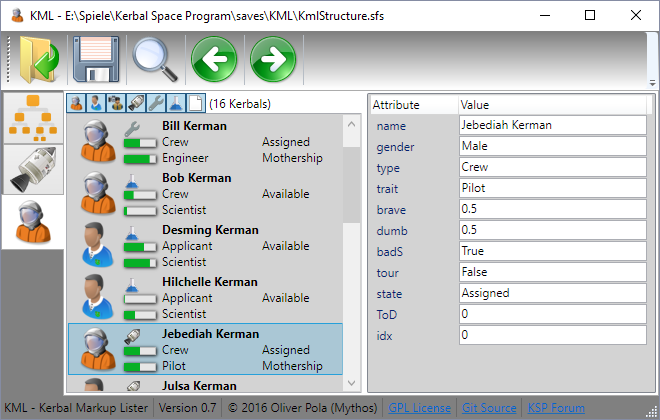 KML - E:\Spiele\Kerbal Space Program\saves\KML\KmlStructure.sfs
(16 Kerbals)
Bill Kerman
Crew Assigned
Engineer Mothership
Bob Kerman
Crew Available
Scientist
Desming Kerman
Applicant Available
Scientist
Hilchelle Kerman
Applicant Available
Scientist
Jebediah Kerman
Crew Assigned
Pilot Mothership
Julsa Kerman
Attribute Value
name Jebediah Kerman
gender Male
type Crew
trait Pilot
brave 0.5
dumb 0.5
badS True
tour False
state Assigned
ToD 0
idx 0
KML - Kerbal Markup Lister Version 0.7 © 2016 Oliver Pola (Mythos) GPL License Git Source KSP Forum